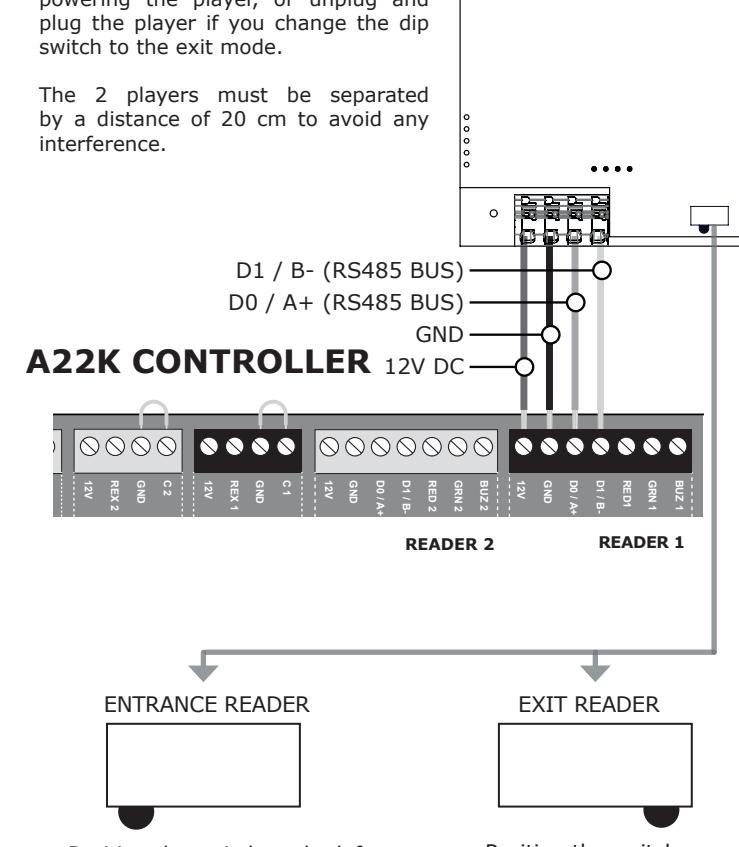 powering the player, or unplug and
plug the player if you change the dip
switch to the exit mode.
The 2 players must be separated
by a distance of 20 cm to avoid any
interference.
D1 / B- (RS485 BUS)
D0 / A+ (RS485 BUS)
GND
A22K CONTROLLER 12V DC
12V REX 2 GND C2 12V REX 1 GND C1 12V GND D0 / A+ D1 / B- RED 2 GRN 2 BUZ 2 12V GND D0 / A+ D1 / B- RED1 GRN 1 BUZ 1
READER 2 READER 1
ENTRANCE READER EXIT READER